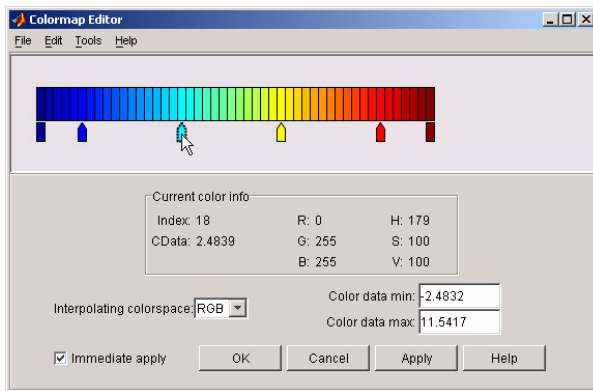 Colormap Editor
File Edit Tools Help
Current color info
Index: 18 R: 0 H: 179
CData: 2.4839 G: 255 S: 100
B: 255 V: 100
Interpolating colorspace: RGB
Color data min: -2.4832
Color data max: 11.5417
Immediate apply OK Cancel Apply Help